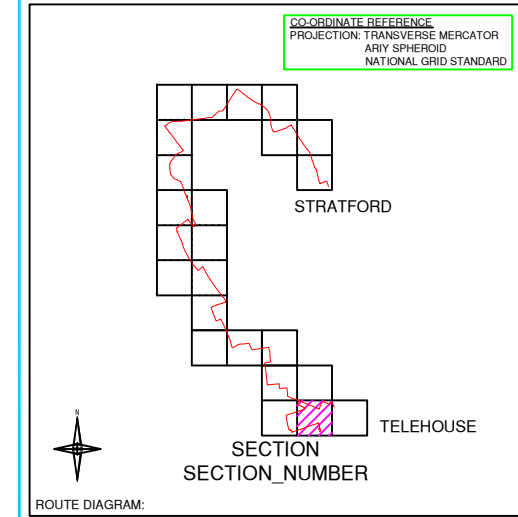 CO-ORDINATE REFERENCE
PROJECTION: TRANSVERSE MERCATOR
ARIY SPHEROID
NATIONAL GRID STANDARD
STRATFORD
N
TELEHOUSE
SECTION
SECTION_NUMBER
ROUTE DIAGRAM: